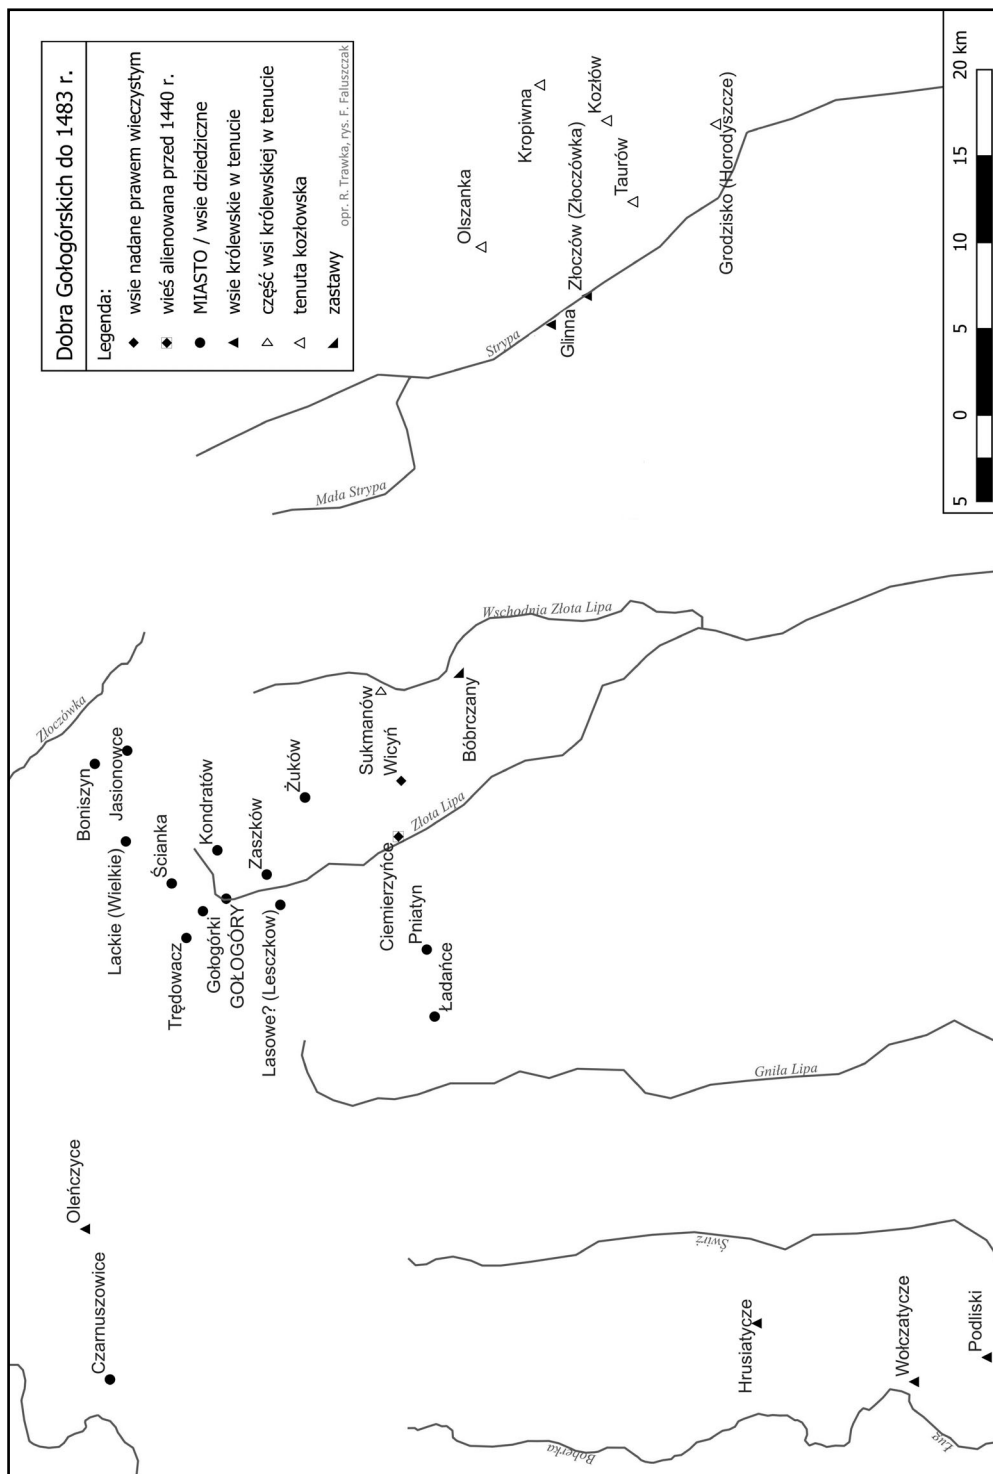 Dobra Gołogórskich do 1483 r.
Legenda:
wsie nadane prawem wieczystym
wieś alienowana przed 1440 r.
MIASTO / wsie dziedziczne
wsie królewskie w tenucie
część wsi królewskiej w tenucie
tenuta kozłowska
zastawy
opr. R. Trawka, rys. F. Faluszczak
Czarnuszowice
Oleńczyce
Złoczówka
Boniszyn
Jasionowce
Lackie (Wielkie)
Ścianka
Trędowacz
Kondratów
Gołogórki
GOŁOGÓRY
Zaszków
Lasowe? (Lesczkow)
Żuków
Sukmanów
Wicyń
Ciemierzyńce
Pniatyn
Ładańce
Bóbrczany
Złota Lipa
Wschodnia Złota Lipa
Mała Strypa
Strypa
Olszanka
Kropiwna
Glinna
Złoczów (Złoczówka)
Kozłów
Taurów
Grodzisko (Horodyszcze)
Gniła Lipa
Świrż
Boberka
Hrusiatycze
Wołczatycze
Ług
Podliski
5 0 5 10 15 20 km